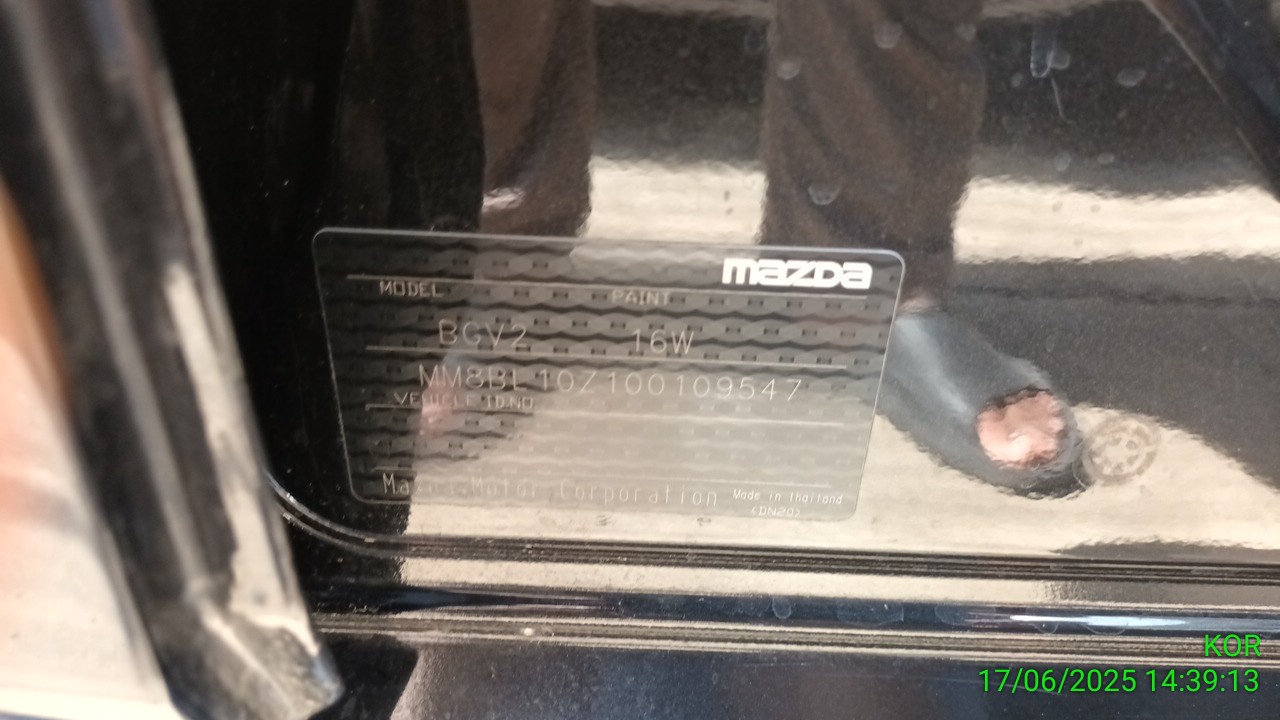 mazda
MODEL PAINT
BGV2 16W
MM8BL10Z100109547
VEHICLE ID.NO.
Mazda Motor Corporation Made in thailand
(DN20)
KOR
17/06/2025 14:39:13